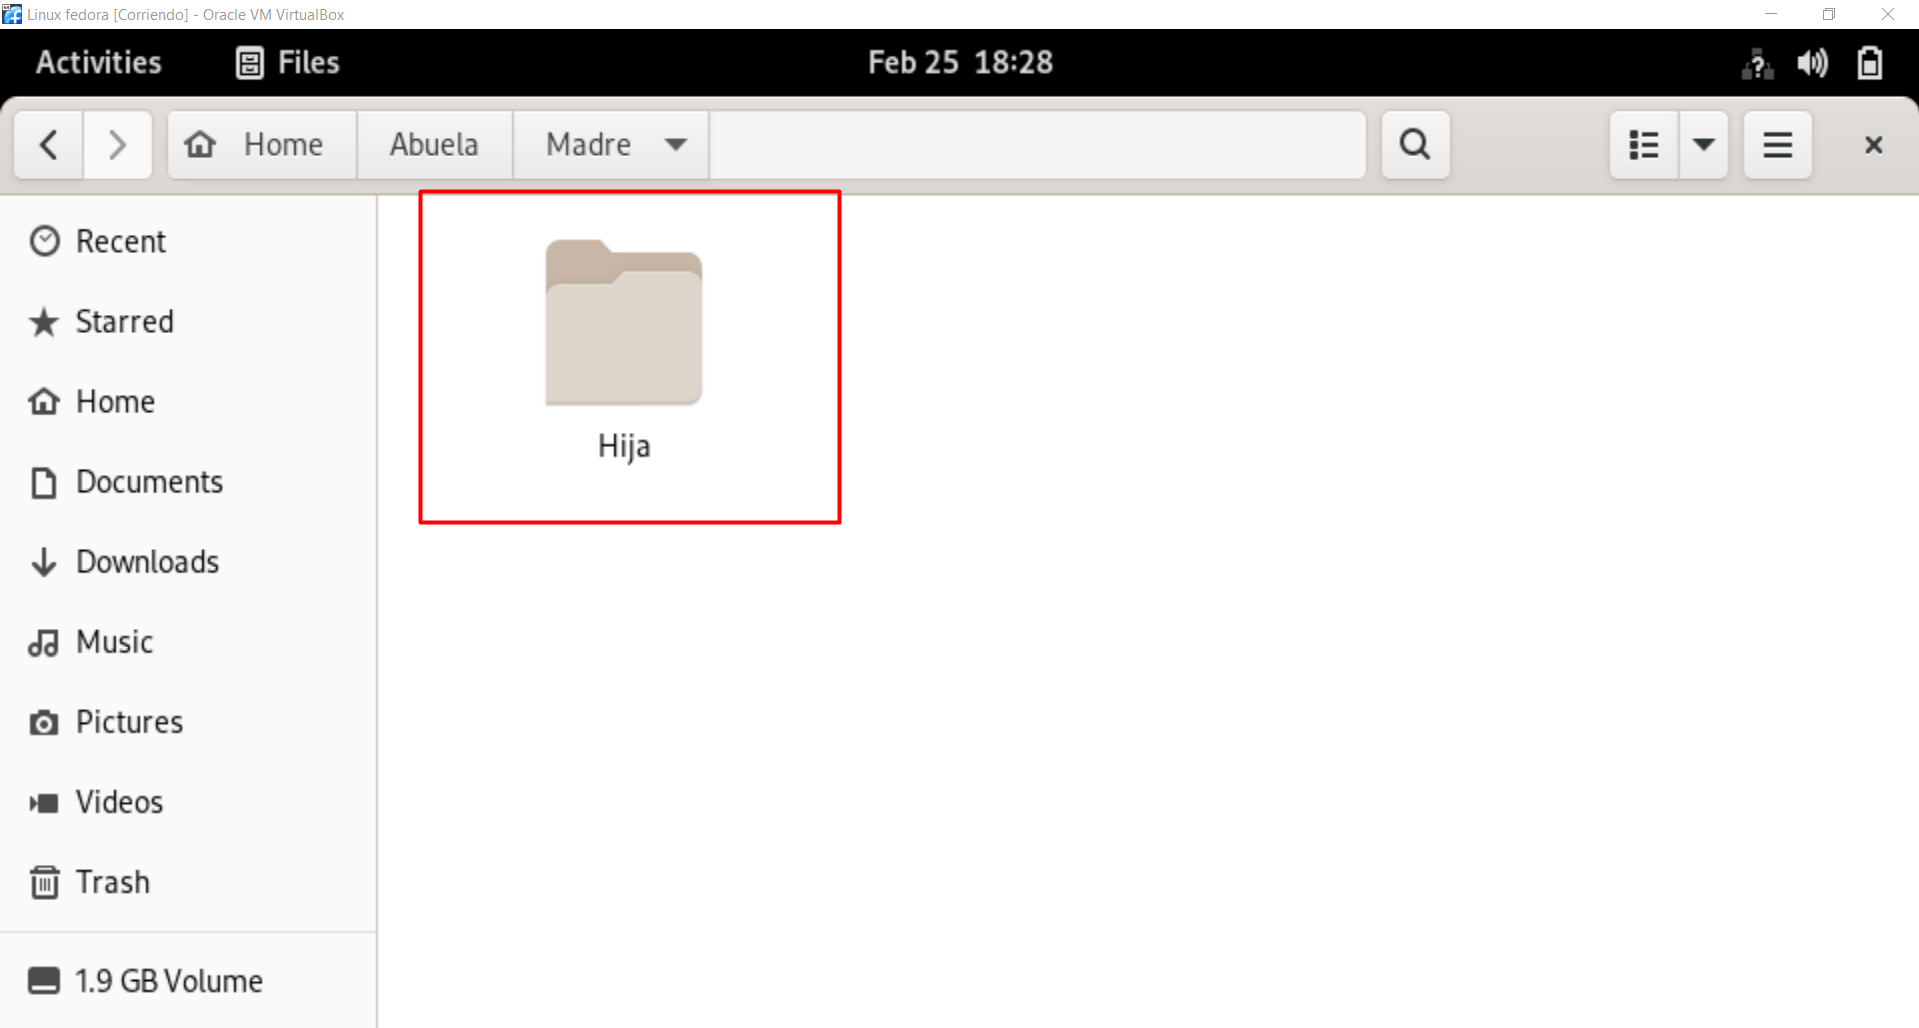 Linux fedora [Corriendo] - Oracle VM VirtualBox
Activities Files Feb 25 18:28
Home Abuela Madre
Recent
Starred
Home
Documents
Downloads
Music
Pictures
Videos
Trash
1.9 GB Volume
Hija